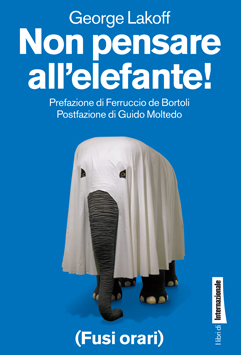 George Lakoff
Non pensare
all'elefante!
Prefazione di Ferruccio de Bortoli
Postfazione di Guido Moltedo
(Fusi orari)
I libri di
Internazionale